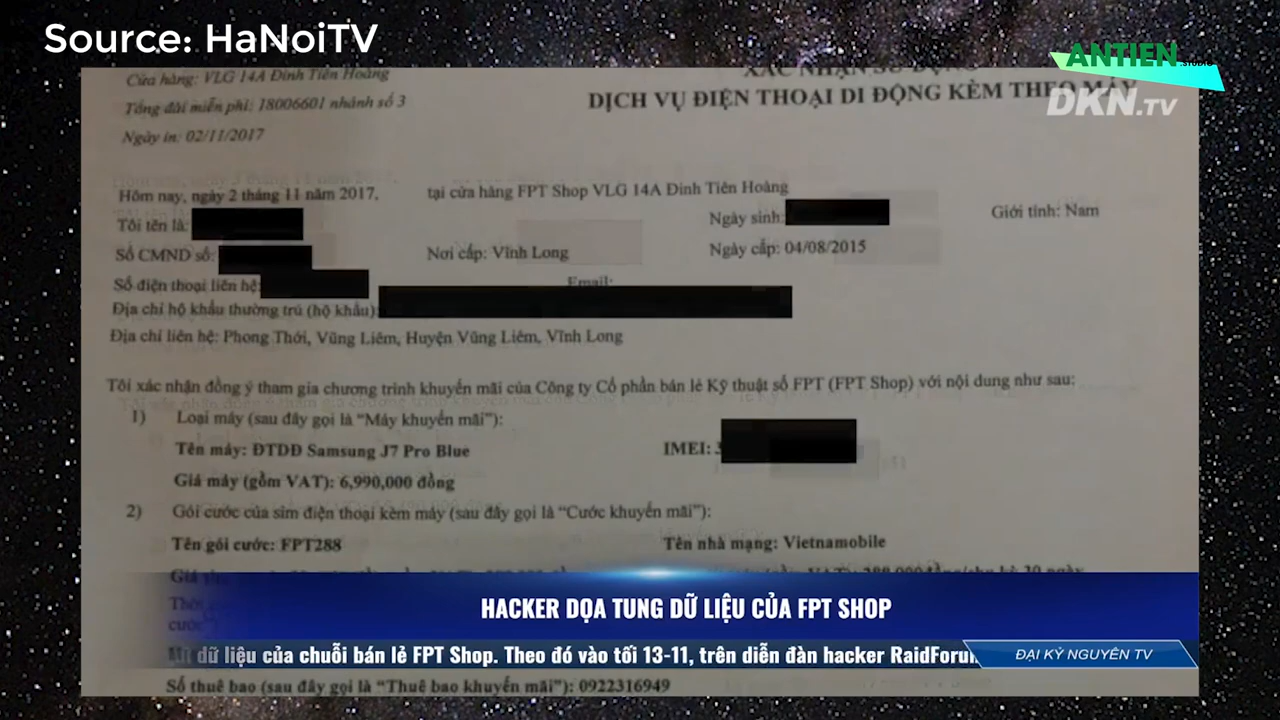 Source: HaNoiTV
ANTIEN
STUDIO
DKN.TV
Cửa hàng: VLG 14A Đinh Tiên Hoàng
Tổng đài miễn phí: 18006601 nhánh số 3
Ngày in: 02/11/2017
DỊCH VỤ ĐIỆN THOẠI DI ĐỘNG KÈM THEO MÁY
Hôm nay, ngày 2 tháng 11 năm 2017, tại cửa hàng FPT Shop VLG 14A Đinh Tiên Hoàng
Tôi tên là: Ngày sinh: Giới tính: Nam
Số CMND số: Nơi cấp: Vĩnh Long Ngày cấp: 04/08/2015
Số điện thoại liên hệ: Email:
Địa chỉ hộ khẩu thường trú (hộ khẩu):
Địa chỉ liên hệ: Phong Thới, Vũng Liêm, Huyện Vũng Liêm, Vĩnh Long
Tôi xác nhận đồng ý tham gia chương trình khuyến mãi của Công ty Cổ phần bán lẻ Kỹ thuật số FPT (FPT Shop) với nội dung như sau:
1) Loại máy (sau đây gọi là “Máy khuyến mãi”):
Tên máy: ĐTDD Samsung J7 Pro Blue IMEI: 3
Giá máy (gồm VAT): 6,990,000 đồng
2) Gói cước của sim điện thoại kèm máy (sau đây gọi là “Cước khuyến mãi”):
Tên gói cước: FPT288 Tên nhà mạng: Vietnamobile
HACKER DỌA TUNG DỮ LIỆU CỦA FPT SHOP
dữ liệu của chuỗi bán lẻ FPT Shop. Theo đó vào tối 13-11, trên diễn đàn hacker RaidForum
ĐẠI KỶ NGUYÊN TV
Số thuê bao (sau đây gọi là “Thuê bao khuyến mãi”): 0922316949